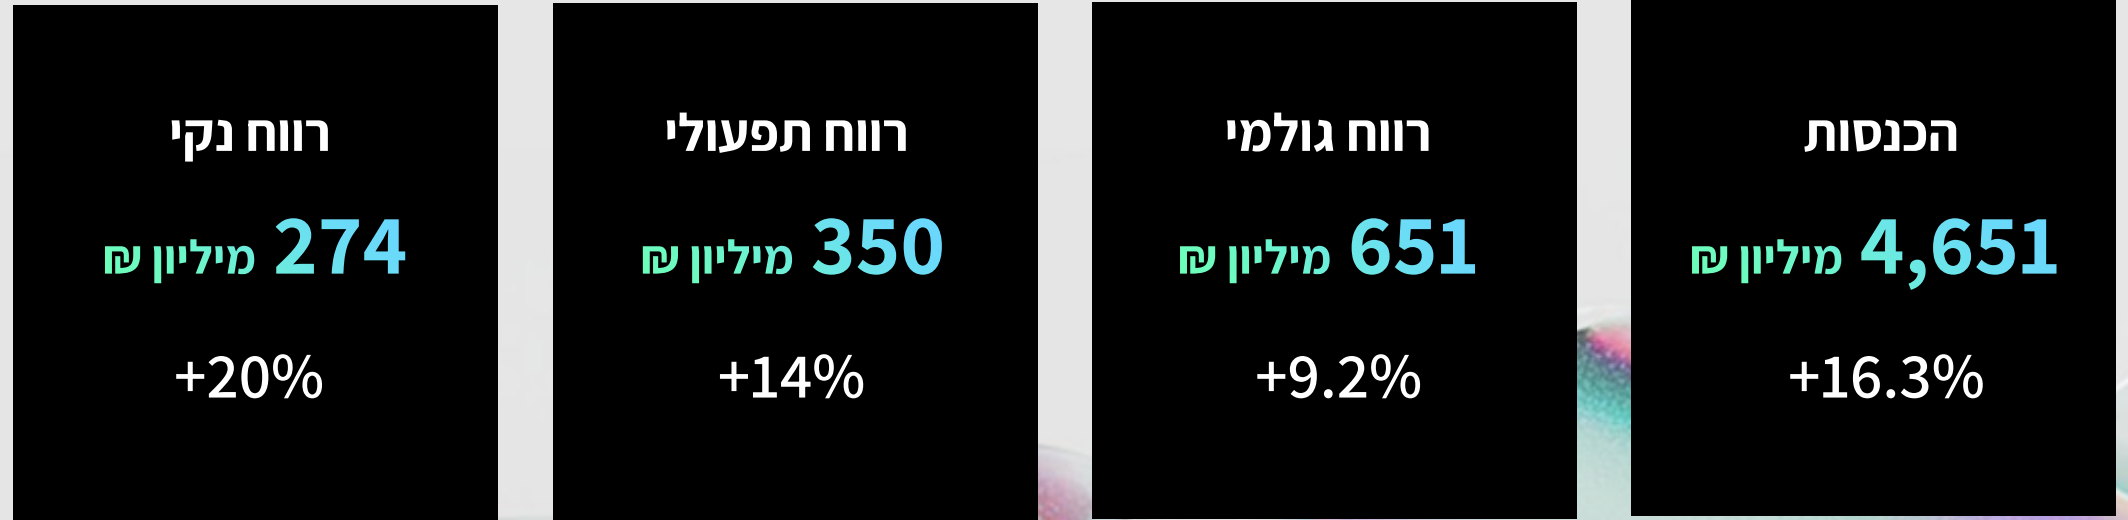 הכנסות
4,651 מיליון ₪
+16.3%
רווח גולמי
651 מיליון ₪
+9.2%
רווח תפעולי
350 מיליון ₪
+14%
רווח נקי
274 מיליון ₪
+20%